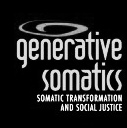 generative
somatics
SOMATIC TRANSFORMATION
AND SOCIAL JUSTICE